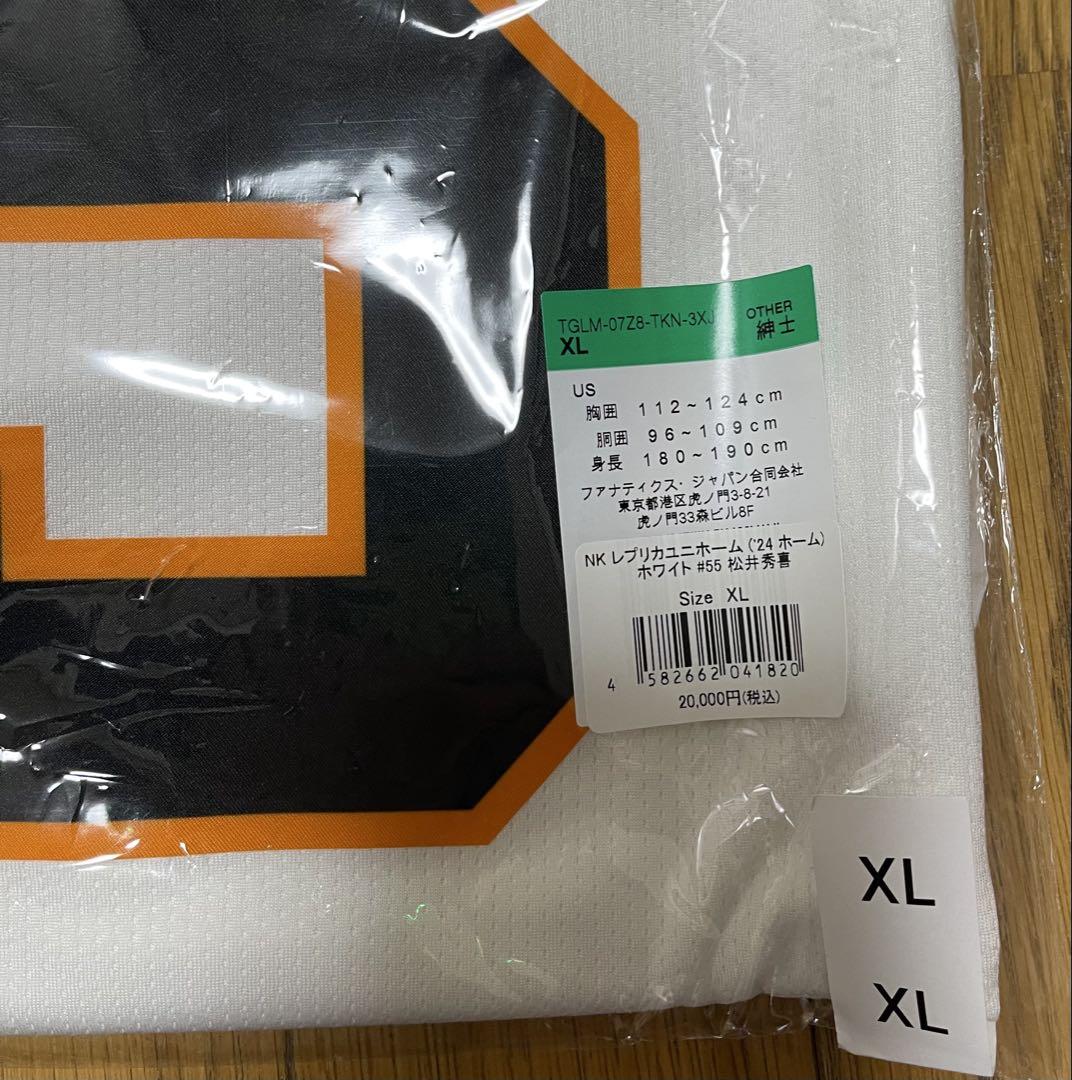 TGLM-07Z8-TKN-3XJ OTHER
XL 紳士
US
胸囲 112~124cm
胴囲 96~109cm
身長 180~190cm
ファナティクス・ジャパン合同会社
東京都港区虎ノ門3-8-21
虎ノ門33森ビル8F
NK レプリカユニホーム ('24 ホーム)
ホワイト #55 松井秀喜
Size XL
4 582662 041820
20,000円(税込)
XL
XL